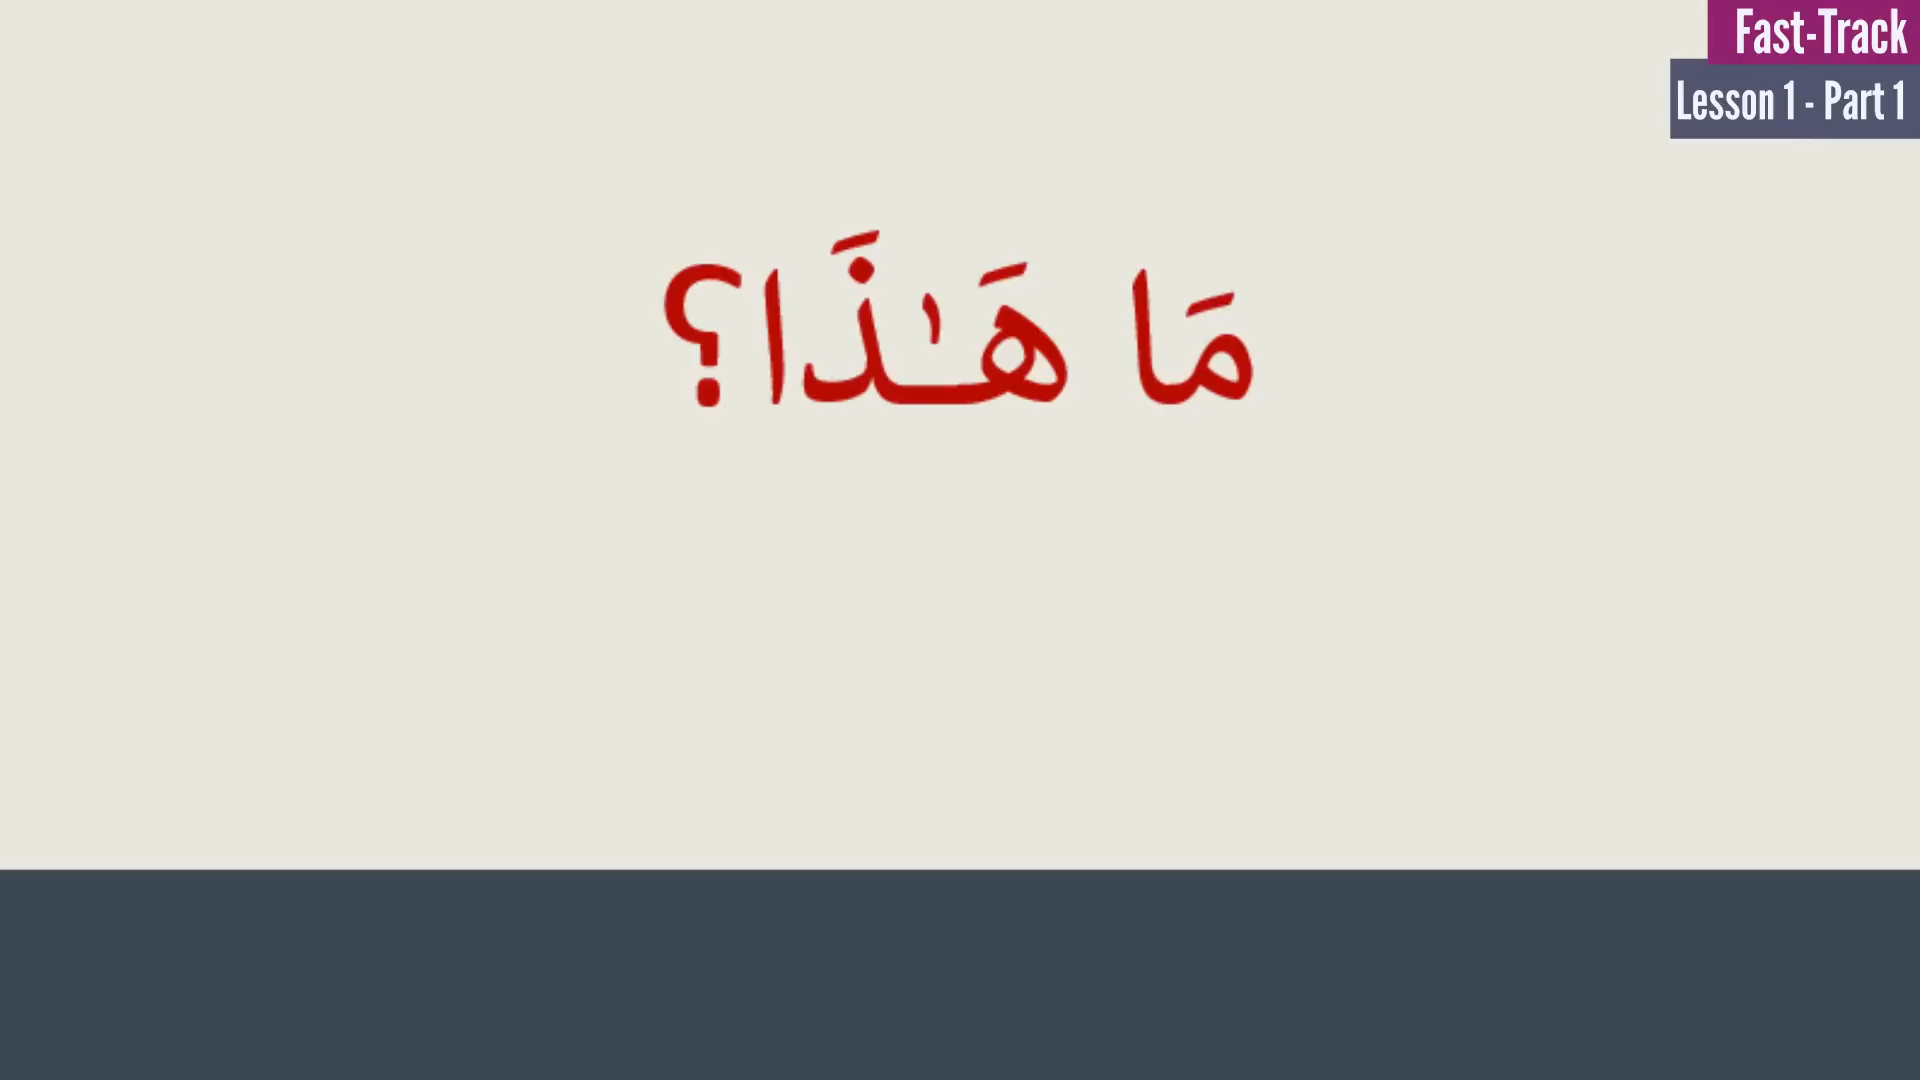 Fast-Track
Lesson 1 - Part 1
مَا هَـٰذَا؟